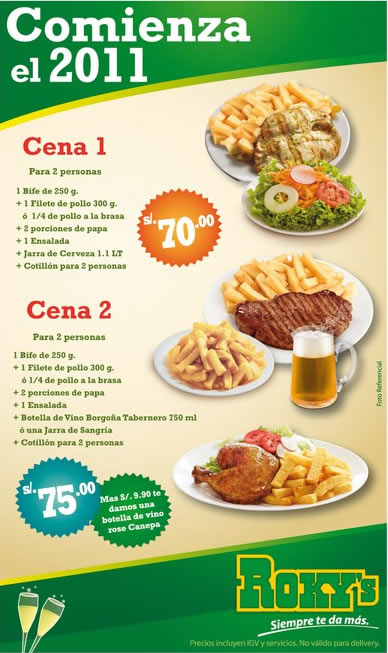 Comienza
el 2011
Cena 1
Para 2 personas
1 Bife de 250 g.
+ 1 Filete de pollo 300 g.
ó 1/4 de pollo a la brasa
+ 2 porciones de papa
+ 1 Ensalada
+ Jarra de Cerveza 1.1 LT
+ Cotillón para 2 personas
S/. 70.00
Cena 2
Para 2 personas
1 Bife de 250 g.
+ 1 Filete de pollo 300 g.
ó 1/4 de pollo a la brasa
+ 2 porciones de papa
+ 1 Ensalada
+ Botella de Vino Borgoña Tabernero 750 ml
ó una Jarra de Sangría
+ Cotillón para 2 personas
Foto Referencial
S/. 75.00
Mas S/. 9.90 te
damos una
botella de vino
rose Canepa
ROKY's
Siempre te da más.
Precios incluyen IGV y servicios. No válido para delivery.